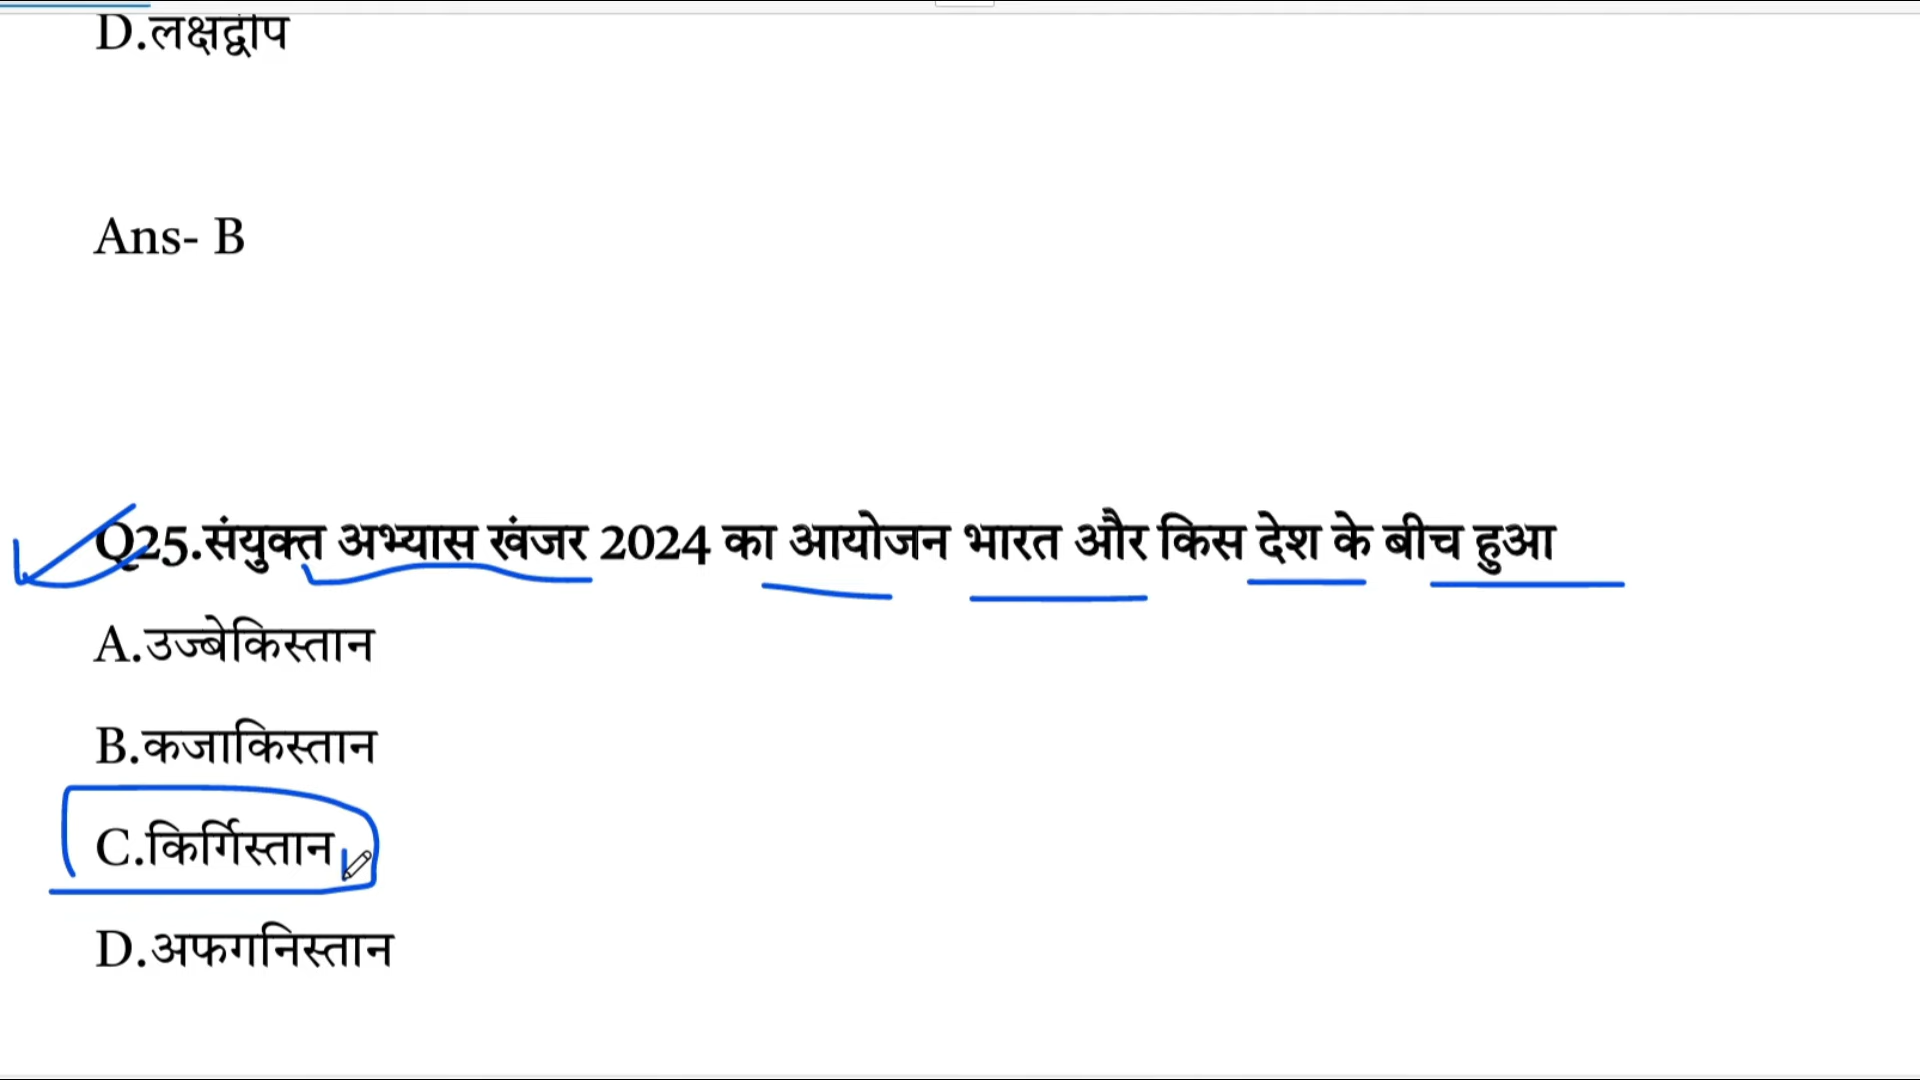 D.लक्षद्वीप
Ans- B
Q25.संयुक्त अभ्यास खंजर 2024 का आयोजन भारत और किस देश के बीच हुआ
A.उज्बेकिस्तान
B.कजाकिस्तान
C.किर्गिस्तान
D.अफगनिस्तान